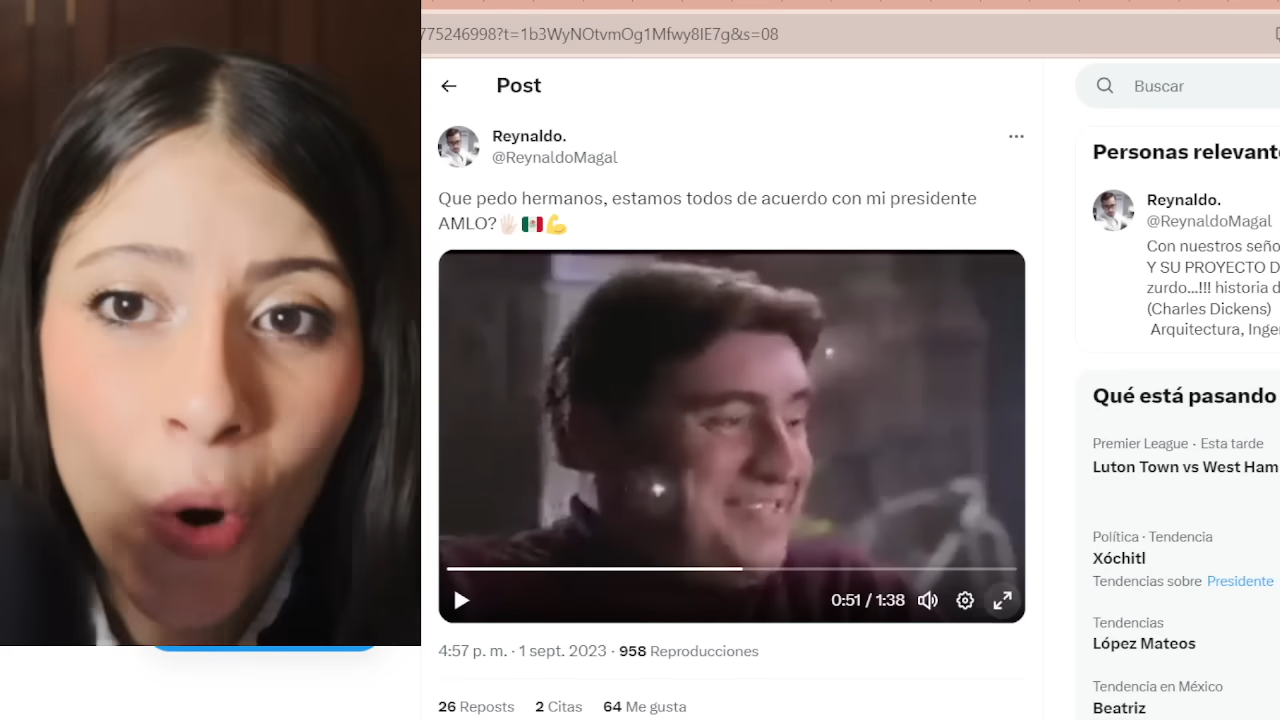 775246998?t=1b3WyNOtvmOg1Mfwy8IE7g&s=08
Post
Buscar
Reynaldo.
@ReynaldoMagal
Que pedo hermanos, estamos todos de acuerdo con mi presidente
AMLO?🖐🏻🇲🇽💪
0:51 / 1:38
4:57 p. m. · 1 sept. 2023 · 958 Reproducciones
26 Reposts 2 Citas 64 Me gusta
Personas relevante
Reynaldo.
@ReynaldoMagal
Con nuestros seño
Y SU PROYECTO D
zurdo...!!! historia d
(Charles Dickens)
Arquitectura, Inge
Qué está pasando
Premier League · Esta tarde
Luton Town vs West Ham
Política · Tendencia
Xóchitl
Tendencias sobre Presidente
Tendencias
López Mateos
Tendencia en México
Beatriz